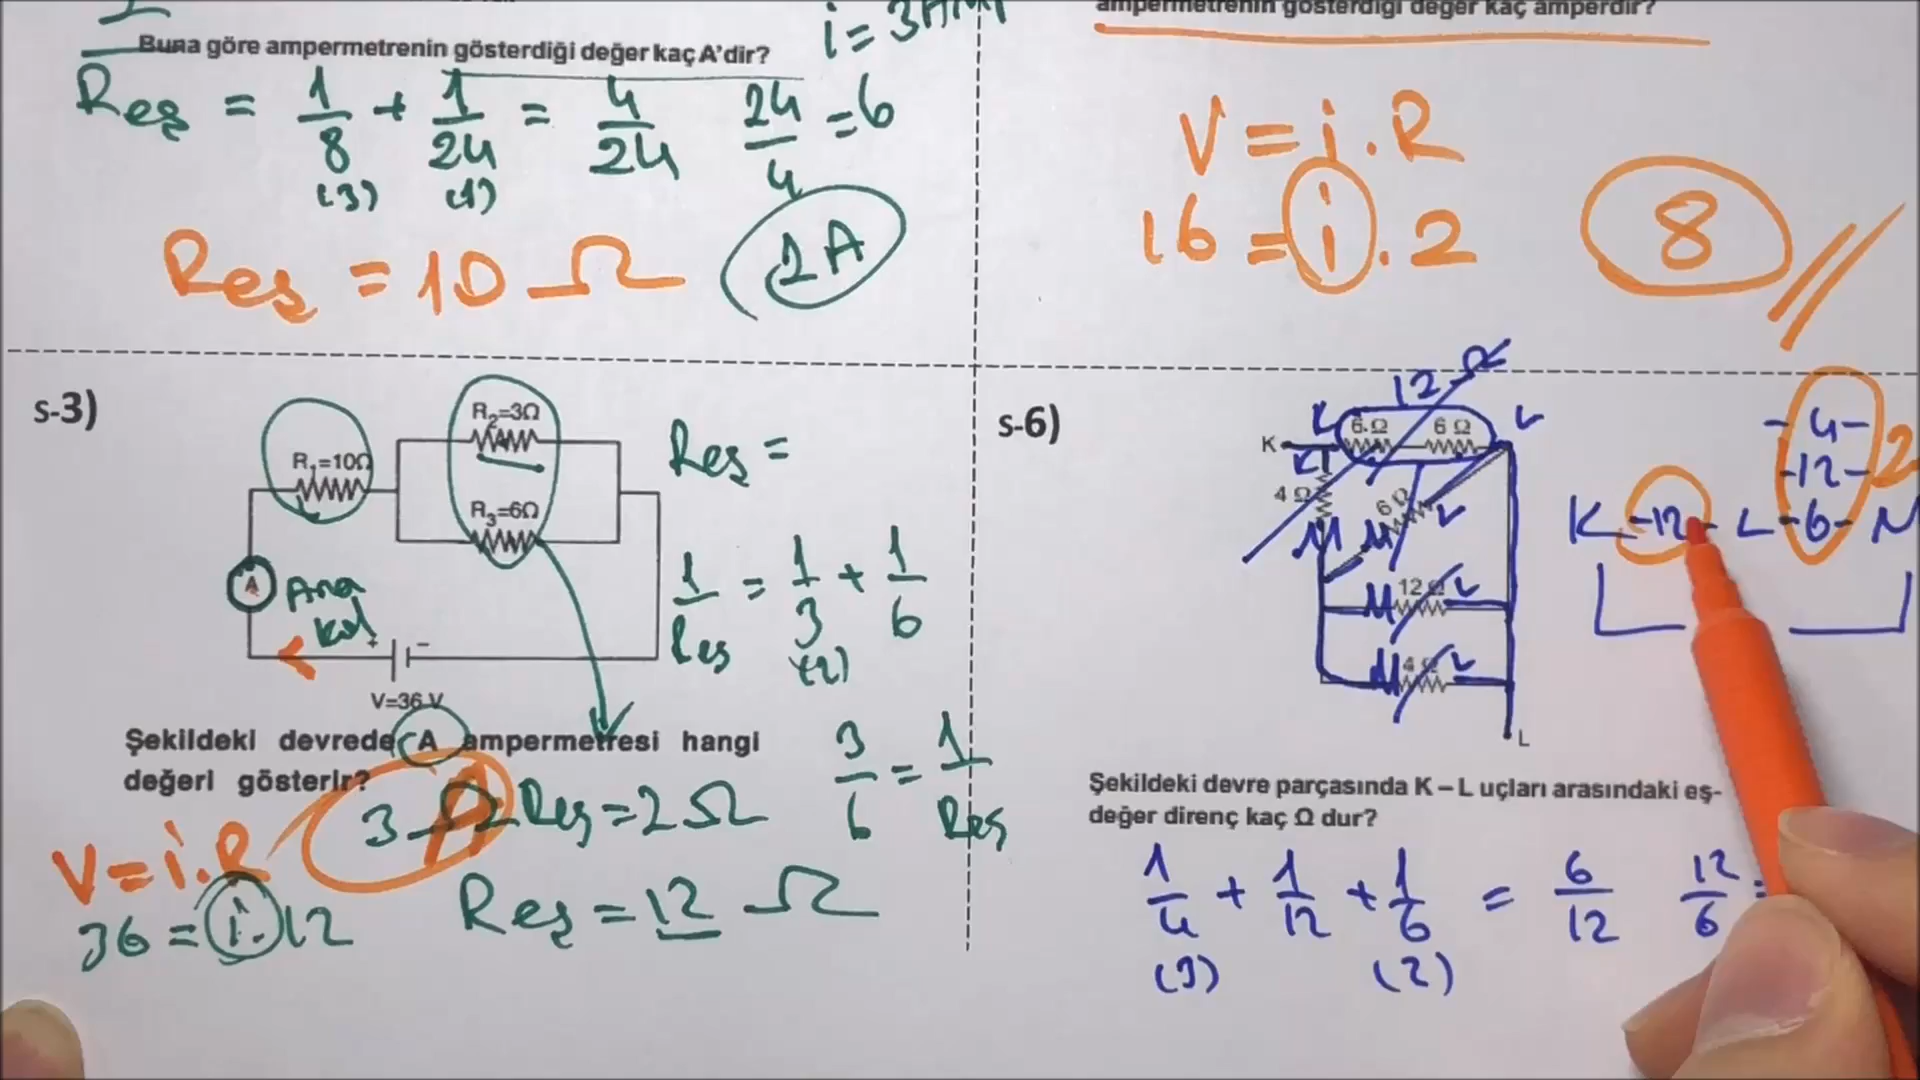 ampermetrenin gösterdiği değer kaç amperdir?
Buna göre ampermetrenin gösterdiği değer kaç A'dir?
Reş = 1/8 + 1/24 = 4/24 24/4 = 6
(3) (1)
Reş = 10 Ω
2A
V = i.R
16 = i.2
8
s-3)
R₂=3Ω
R₁=10Ω
R₃=6Ω
A
Ana
kol
+ -
V=36 V
Reş =
1/Reş = 1/3 + 1/6
(2)
3/6 = 1/Reş
Şekildeki devrede A ampermetresi hangi
değeri gösterir?
3 A
Reş = 2Ω
V = i.R
36 = i.12
Reş = 12 Ω
s-6)
12 Ω
K L
K 6 Ω 6 Ω
K
4 Ω 6 Ω L
M M
M 12 Ω L
M 4 Ω L
L
-4-
-12- 2
K -12- L -6- M
Şekildeki devre parçasında K – L uçları arasındaki eş-
değer direnç kaç Ω dur?
1/4 + 1/12 + 1/6 = 6/12 12/6 =
(3) (2)